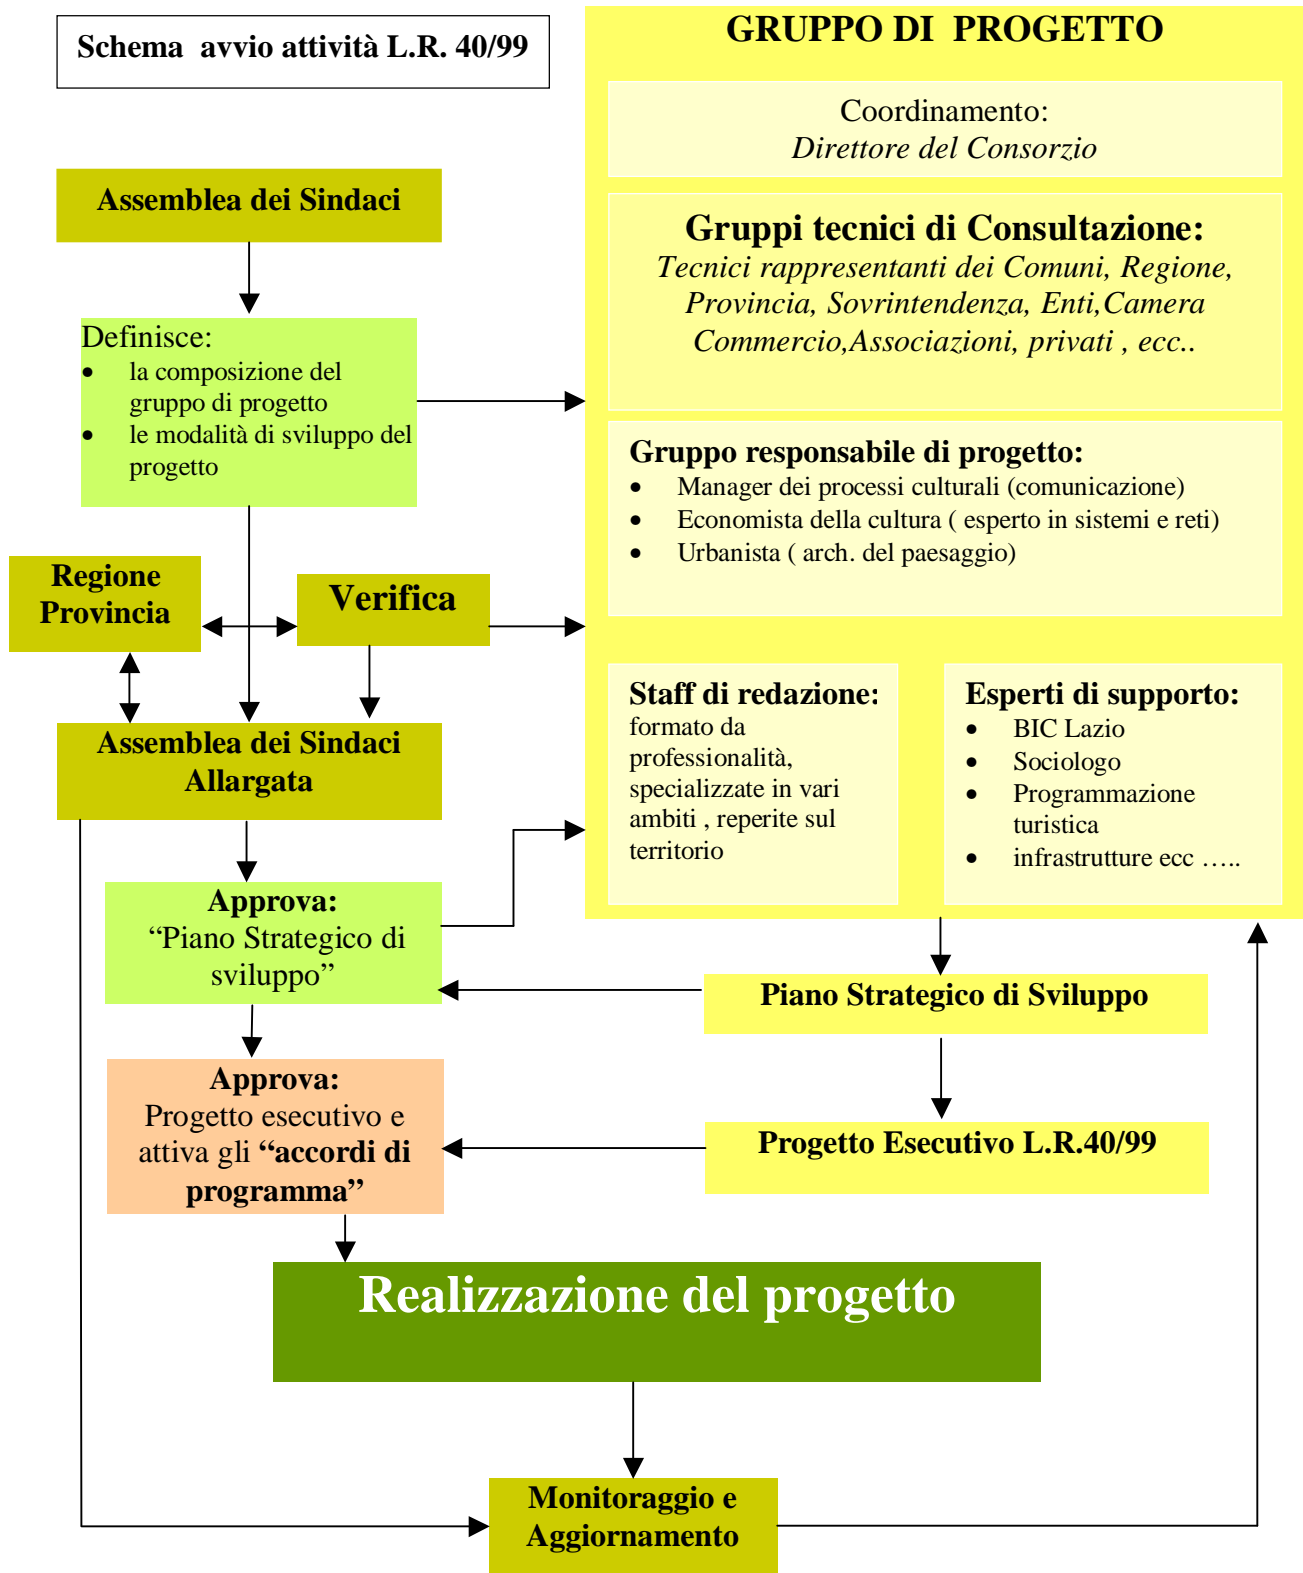 Schema avvio attività L.R. 40/99
Assemblea dei Sindaci
Definisce:
• la composizione del
gruppo di progetto
• le modalità di sviluppo del
progetto
Regione
Provincia
Verifica
Assemblea dei Sindaci
Allargata
Approva:
“Piano Strategico di
sviluppo”
Approva:
Progetto esecutivo e
attiva gli “accordi di
programma”
GRUPPO DI PROGETTO
Coordinamento:
Direttore del Consorzio
Gruppi tecnici di Consultazione:
Tecnici rappresentanti dei Comuni, Regione,
Provincia, Sovrintendenza, Enti,Camera
Commercio,Associazioni, privati , ecc..
Gruppo responsabile di progetto:
• Manager dei processi culturali (comunicazione)
• Economista della cultura ( esperto in sistemi e reti)
• Urbanista ( arch. del paesaggio)
Staff di redazione:
formato da
professionalità,
specializzate in vari
ambiti , reperite sul
territorio
Esperti di supporto:
• BIC Lazio
• Sociologo
• Programmazione
turistica
• infrastrutture ecc …..
Piano Strategico di Sviluppo
Progetto Esecutivo L.R.40/99
Realizzazione del progetto
Monitoraggio e
Aggiornamento